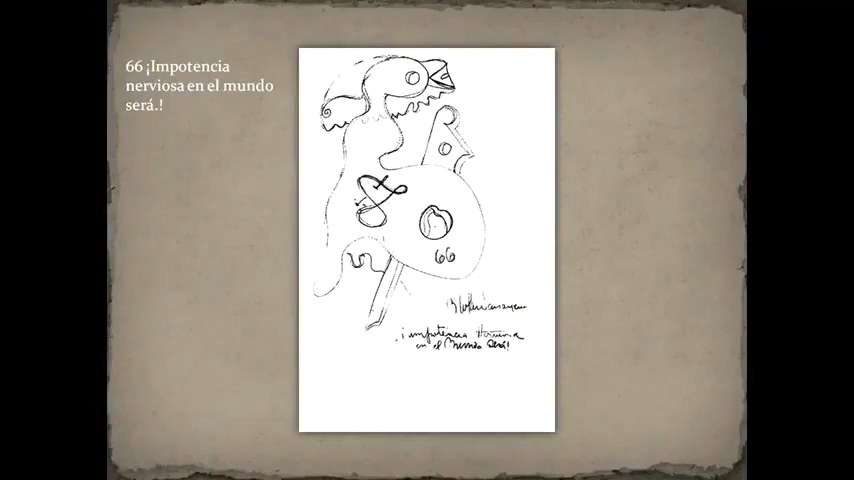 66 ¡Impotencia
nerviosa en el mundo
será.!
66
¡impotencia nerviosa
en el Mundo será!